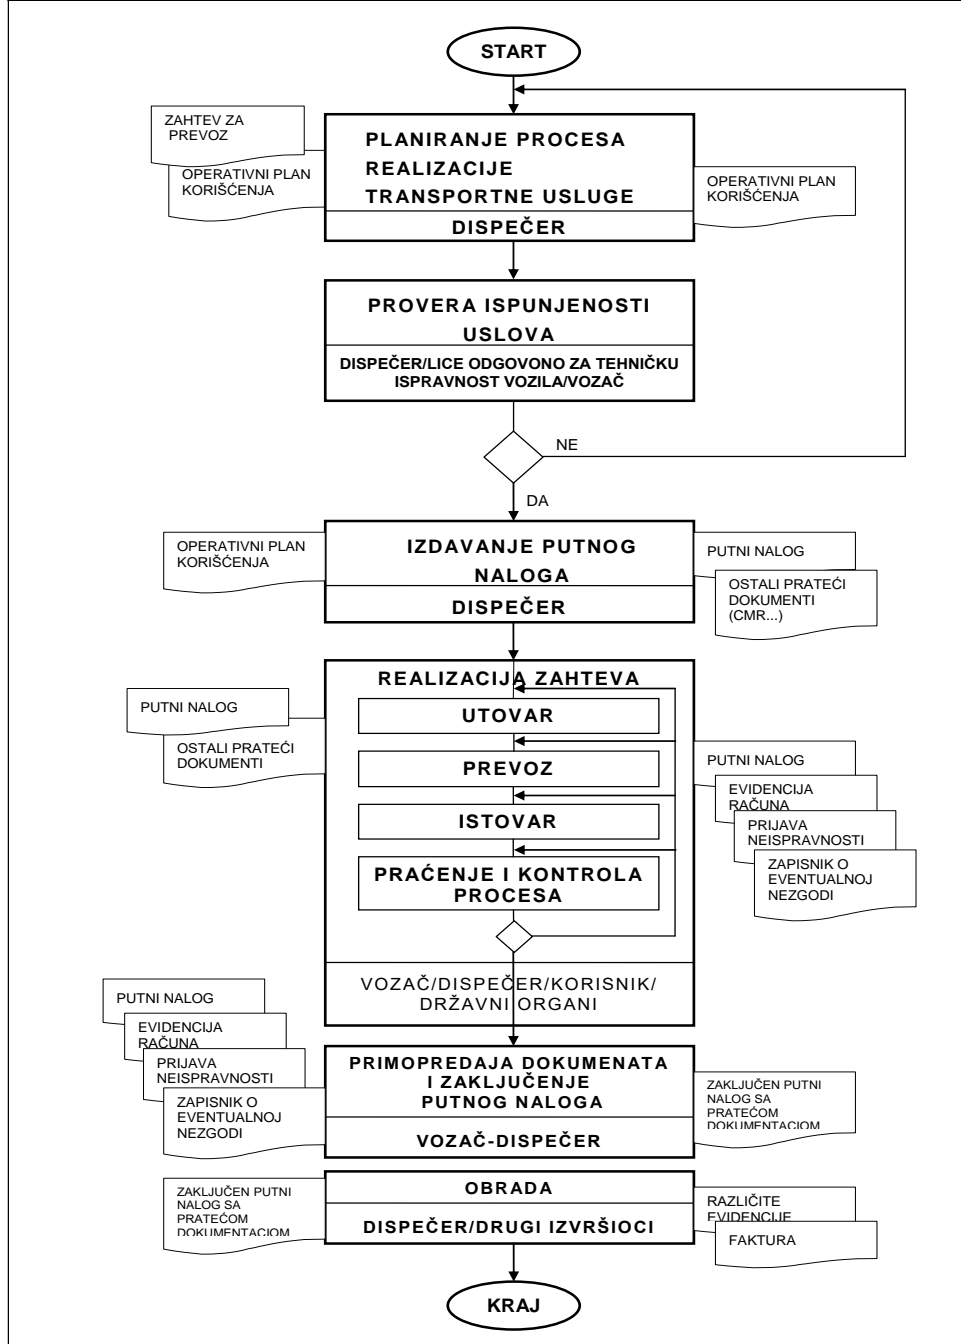 START
ZAHTEV ZA
PREVOZ
OPERATIVNI PLAN
KORIŠĆENJA
PLANIRANJE PROCESA
REALIZACIJE
TRANSPORTNE USLUGE
DISPEČER
OPERATIVNI PLAN
KORIŠĆENJA
PROVERA ISPUNJENOSTI
USLOVA
DISPEČER/LICE ODGOVONO ZA TEHNIČKU
ISPRAVNOST VOZILA/VOZAČ
NE
DA
OPERATIVNI PLAN
KORIŠĆENJA
IZDAVANJE PUTNOG
NALOGA
DISPEČER
PUTNI NALOG
OSTALI PRATEĆI
DOKUMENTI
(CMR...)
REALIZACIJA ZAHTEVA
PUTNI NALOG
OSTALI PRATEĆI
DOKUMENTI
UTOVAR
PREVOZ
ISTOVAR
PRAĆENJE I KONTROLA
PROCESA
PUTNI NALOG
EVIDENCIJA
RAČUNA
PRIJAVA
NEISPRAVNOSTI
ZAPISNIK O
EVENTUALNOJ
NEZGODI
VOZAČ/DISPEČER/KORISNIK/
DRŽAVNI ORGANI
PUTNI NALOG
EVIDENCIJA
RAČUNA
PRIJAVA
NEISPRAVNOSTI
ZAPISNIK O
EVENTUALNOJ
NEZGODI
PRIMOPREDAJA DOKUMENATA
I ZAKLJUČENJE
PUTNOG NALOGA
VOZAČ-DISPEČER
ZAKLJUČEN PUTNI
NALOG SA
PRATEĆOM
DOKUMENTACIOM
ZAKLJUČEN PUTNI
NALOG SA
PRATEĆOM
DOKUMENTACIOM
OBRADA
DISPEČER/DRUGI IZVRŠIOCI
RAZLIČITE
EVIDENCIJE
FAKTURA
KRAJ